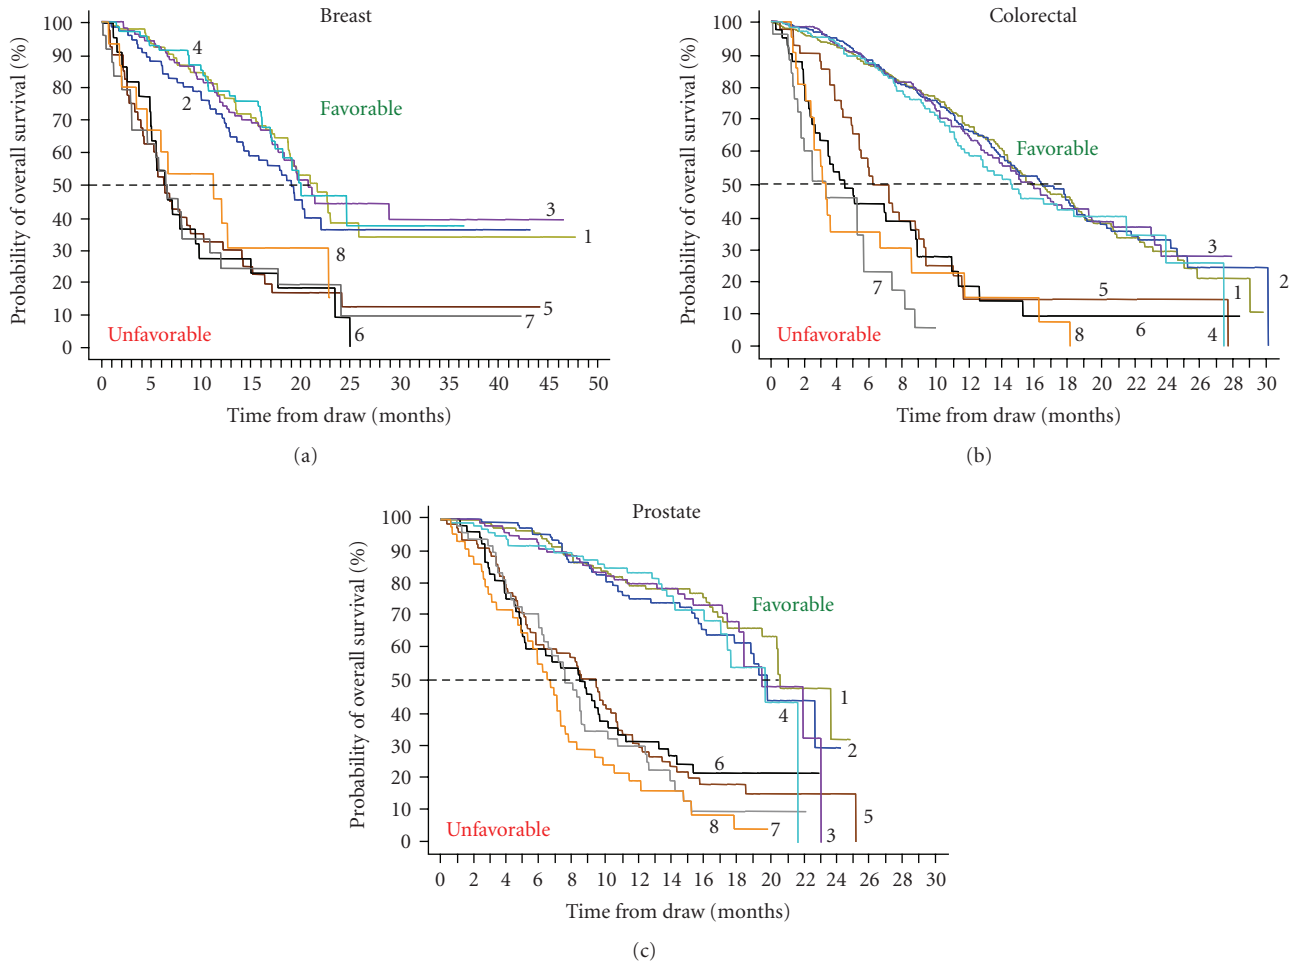 Breast
Probability of overall survival (%)
100
90
80
70
60
50
40
30
20
10
0
4
2
Favorable
3
1
8
5
7
6
Unfavorable
0 5 10 15 20 25 30 35 40 45 50
Time from draw (months)
(a)
Colorectal
Probability of overall survival (%)
100
90
80
70
60
50
40
30
20
10
0
Favorable
3
2
1
5
7
6
4
8
Unfavorable
0 2 4 6 8 10 12 14 16 18 20 22 24 26 28 30
Time from draw (months)
(b)
Prostate
Probability of overall survival (%)
100
90
80
70
60
50
40
30
20
10
0
Favorable
1
4
2
6
5
8
7
3
Unfavorable
0 2 4 6 8 10 12 14 16 18 20 22 24 26 28 30
Time from draw (months)
(c)